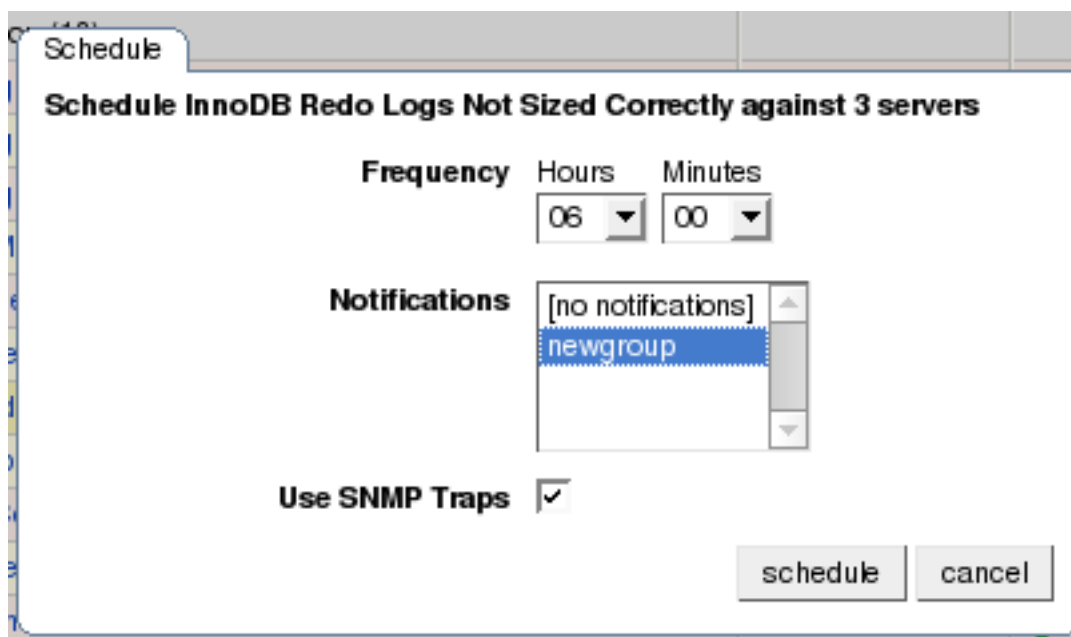 Schedule
Schedule InnoDB Redo Logs Not Sized Correctly against 3 servers
Frequency Hours Minutes
06 00
Notifications [no notifications]
newgroup
Use SNMP Traps
schedule cancel